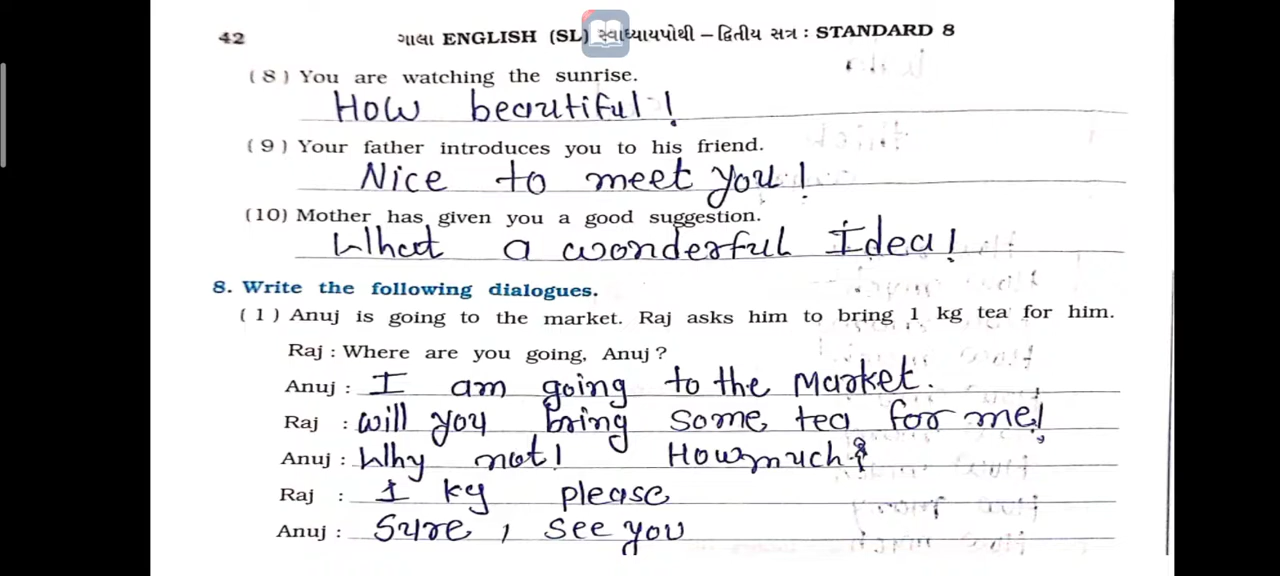 42 ગાલા ENGLISH (SL) સ્વાધ્યાયપોથી – દ્વિતીય સત્ર : STANDARD 8
(8) You are watching the sunrise.
How beautiful!
(9) Your father introduces you to his friend.
Nice to meet you!
(10) Mother has given you a good suggestion.
What a wonderful Idea!
8. Write the following dialogues.
(1) Anuj is going to the market. Raj asks him to bring 1 kg tea for him.
Raj : Where are you going, Anuj?
Anuj : I am going to the Market.
Raj : will you bring some tea for me!
Anuj : Why not! How much?
Raj : 1 kg please
Anuj : Sure, see you